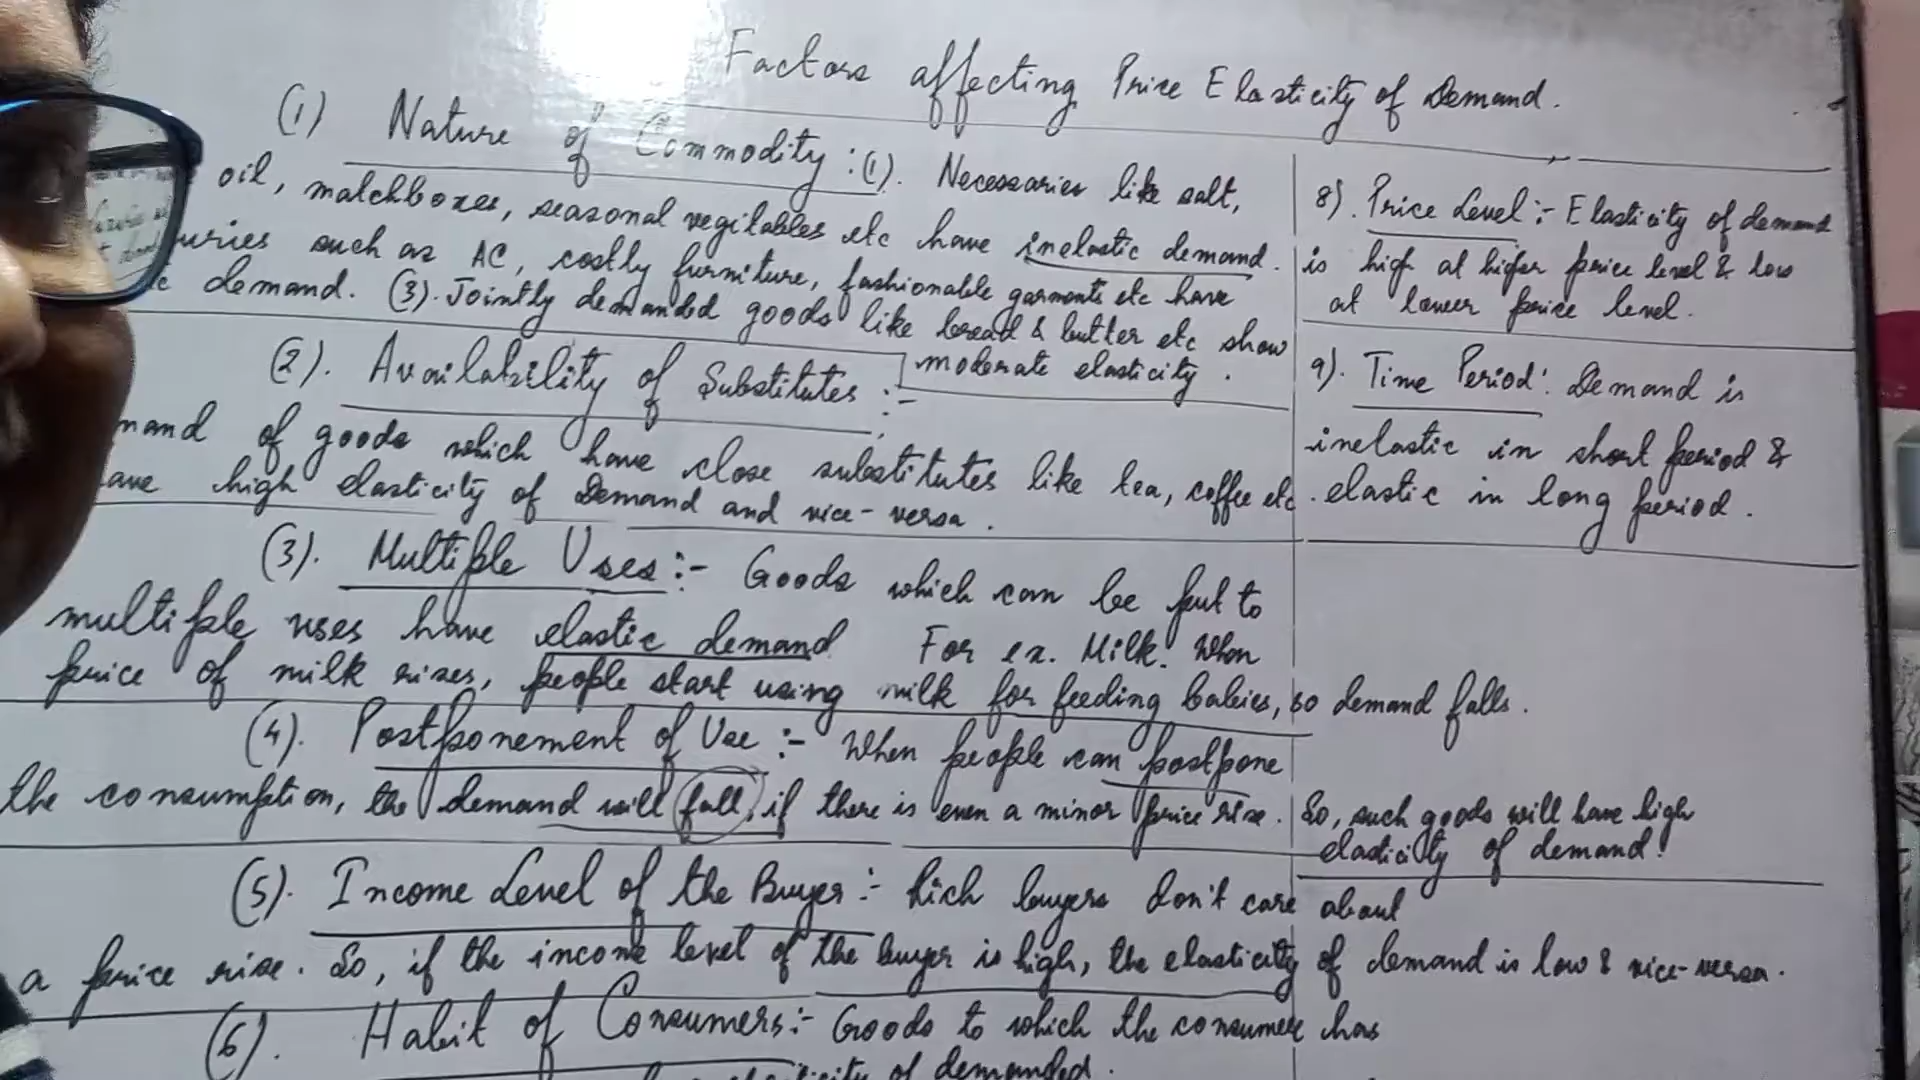 Factors affecting Price Elasticity of Demand.
(1) Nature of Commodity :(1). Necessaries like salt,
oil, matchboxes, seasonal vegitables etc have inelastic demand.
uries such as AC, costly furniture, fashionable garments etc have
ic demand. (3). Jointly demanded goods like bread & butter etc show
moderate elasticity.
(2). Availability of Substitutes :-
mand of goods which have close substitutes like tea, coffee etc.
ave high elasticity of Demand and vice-versa.
(3). Multiple Uses :- Goods which can be put to
multiple uses have elastic demand For ex. Milk. When
price of milk rises, people start using milk for feeding babies, so demand falls.
(4). Postponement of Use :- When people can postpone
the consumption, the demand will fall, if there is even a minor price rise. So, such goods will have high
elasticity of demand.
(5). Income Level of the Buyer :- Rich buyers don't care about
a price rise. So, if the income level of the buyer is high, the elasticity of demand is low & vice-versa.
(6). Habit of Consumers :- Goods to which the consumer has
elasticity of demanded.
8). Price Level :- Elasticity of demand
is high at higher price level & low
at lower price level.
9). Time Period : Demand is
inelastic in short period &
elastic in long period.